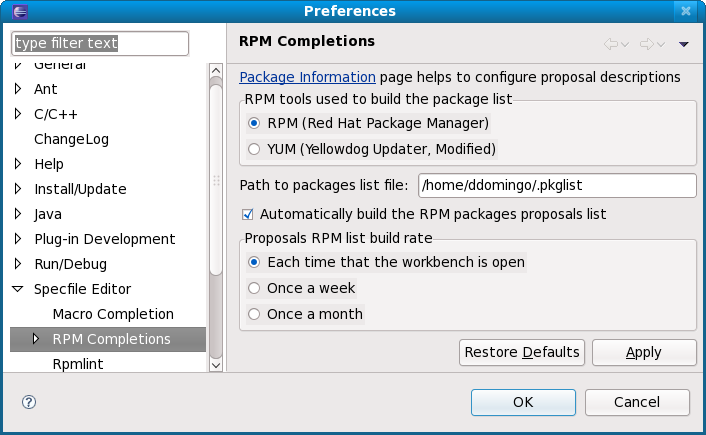 Preferences
type filter text
General
Ant
C/C++
ChangeLog
Help
Install/Update
Java
Plug-in Development
Run/Debug
Specfile Editor
Macro Completion
RPM Completions
Rpmlint
RPM Completions
Package Information page helps to configure proposal descriptions
RPM tools used to build the package list
RPM (Red Hat Package Manager)
YUM (Yellowdog Updater, Modified)
Path to packages list file: /home/ddomingo/.pkglist
Automatically build the RPM packages proposals list
Proposals RPM list build rate
Each time that the workbench is open
Once a week
Once a month
Restore Defaults Apply
? OK Cancel